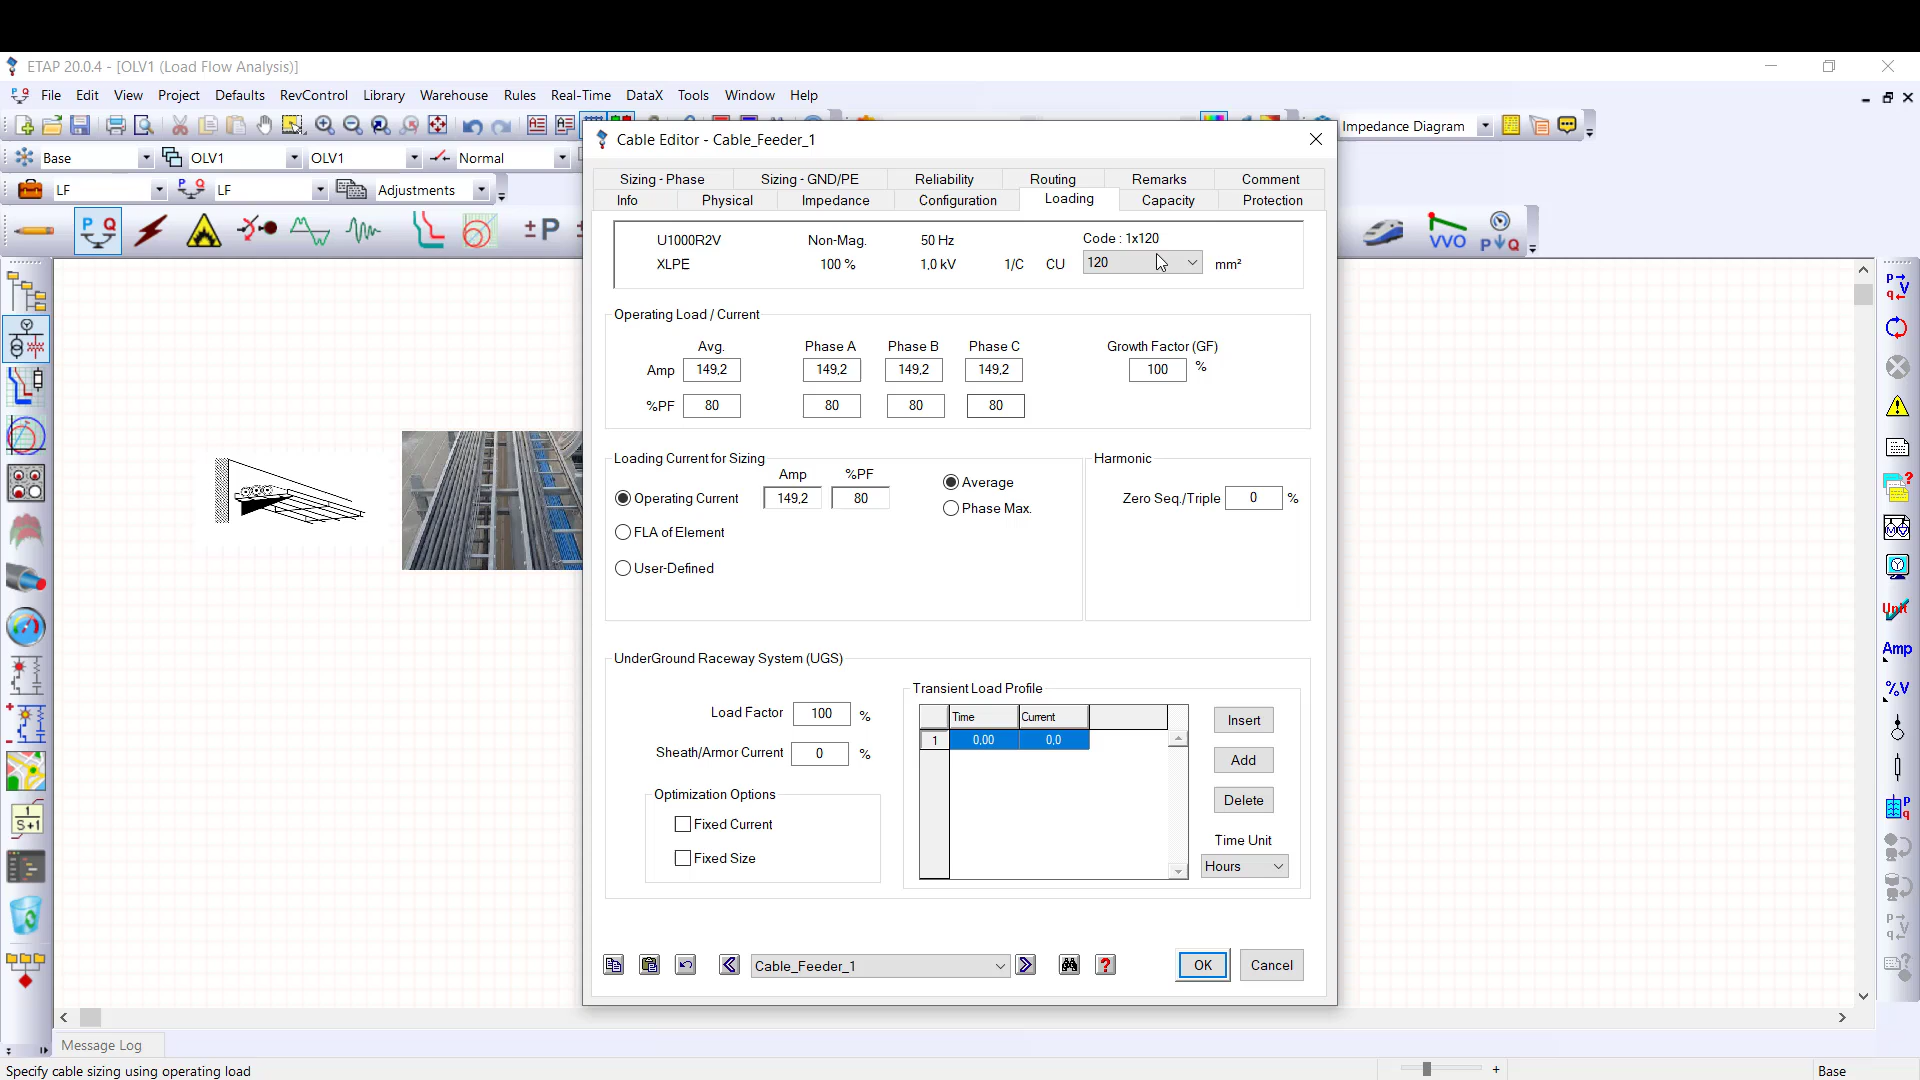 ETAP 20.0.4 - [OLV1 (Load Flow Analysis)]
File Edit View Project Defaults RevControl Library Warehouse Rules Real-Time DataX Tools Window Help
Impedance Diagram
Base OLV1 OLV1 Normal
LF LF Adjustments
± P
VVO
Cable Editor - Cable_Feeder_1
Sizing - Phase Sizing - GND/PE Reliability Routing Remarks Comment
Info Physical Impedance Configuration Loading Capacity Protection
U1000R2V Non-Mag. 50 Hz Code : 1x120
XLPE 100 % 1,0 kV 1/C CU 120 mm²
Operating Load / Current
Avg. Phase A Phase B Phase C Growth Factor (GF)
Amp 149,2 149,2 149,2 149,2 100 %
%PF 80 80 80 80
Loading Current for Sizing Harmonic
Amp %PF
Operating Current 149,2 80 Average Zero Seq./Triple 0 %
Phase Max.
FLA of Element
User-Defined
UnderGround Raceway System (UGS)
Transient Load Profile
Load Factor 100 % Time Current Insert
1 0,00 0,0
Sheath/Armor Current 0 % Add
Optimization Options Delete
Fixed Current
Time Unit
Fixed Size Hours
Cable_Feeder_1 OK Cancel
Unit
Amp
%V
1
S+1
Message Log
Specify cable sizing using operating load
Base